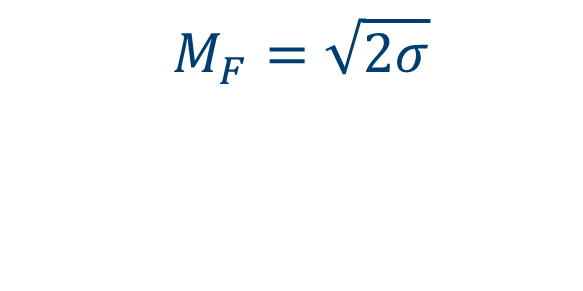 M_F = √2σ